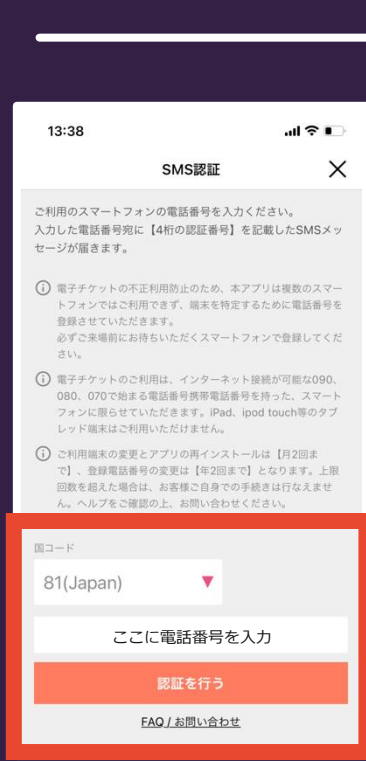 13:38
SMS認証
ご利用のスマートフォンの電話番号を入力ください。
入力した電話番号宛に【4桁の認証番号】を記載したSMSメッ
セージが届きます。
電子チケットの不正利用防止のため、本アプリは複数のスマー
トフォンではご利用できず、端末を特定するために電話番号を
登録させていただきます。
必ずご来場前にお待ちいただくスマートフォンで登録してくだ
さい。
電子チケットのご利用は、インターネット接続が可能な090、
080、070で始まる電話番号携帯電話番号を持った、スマート
フォンに限らせていただきます。iPad、ipod touch等のタブ
レッド端末はご利用いただけません。
ご利用端末の変更とアプリの再インストールは【月2回ま
で】、登録電話番号の変更は【年2回まで】となります。上限
回数を超えた場合は、お客様ご自身での手続きは行なえませ
ん。ヘルプをご確認の上、お問い合わせください。
国コード
81(Japan)
ここに電話番号を入力
認証を行う
FAQ / お問い合わせ